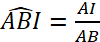 \widehat{ABI} = \frac{AI}{AB}